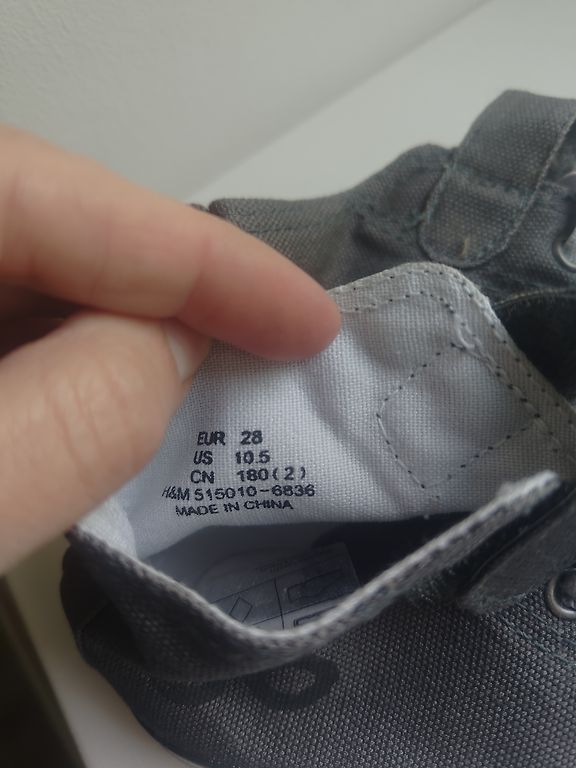 EUR 28
US 10.5
CN 180(2)
H&M 515010-6836
MADE IN CHINA